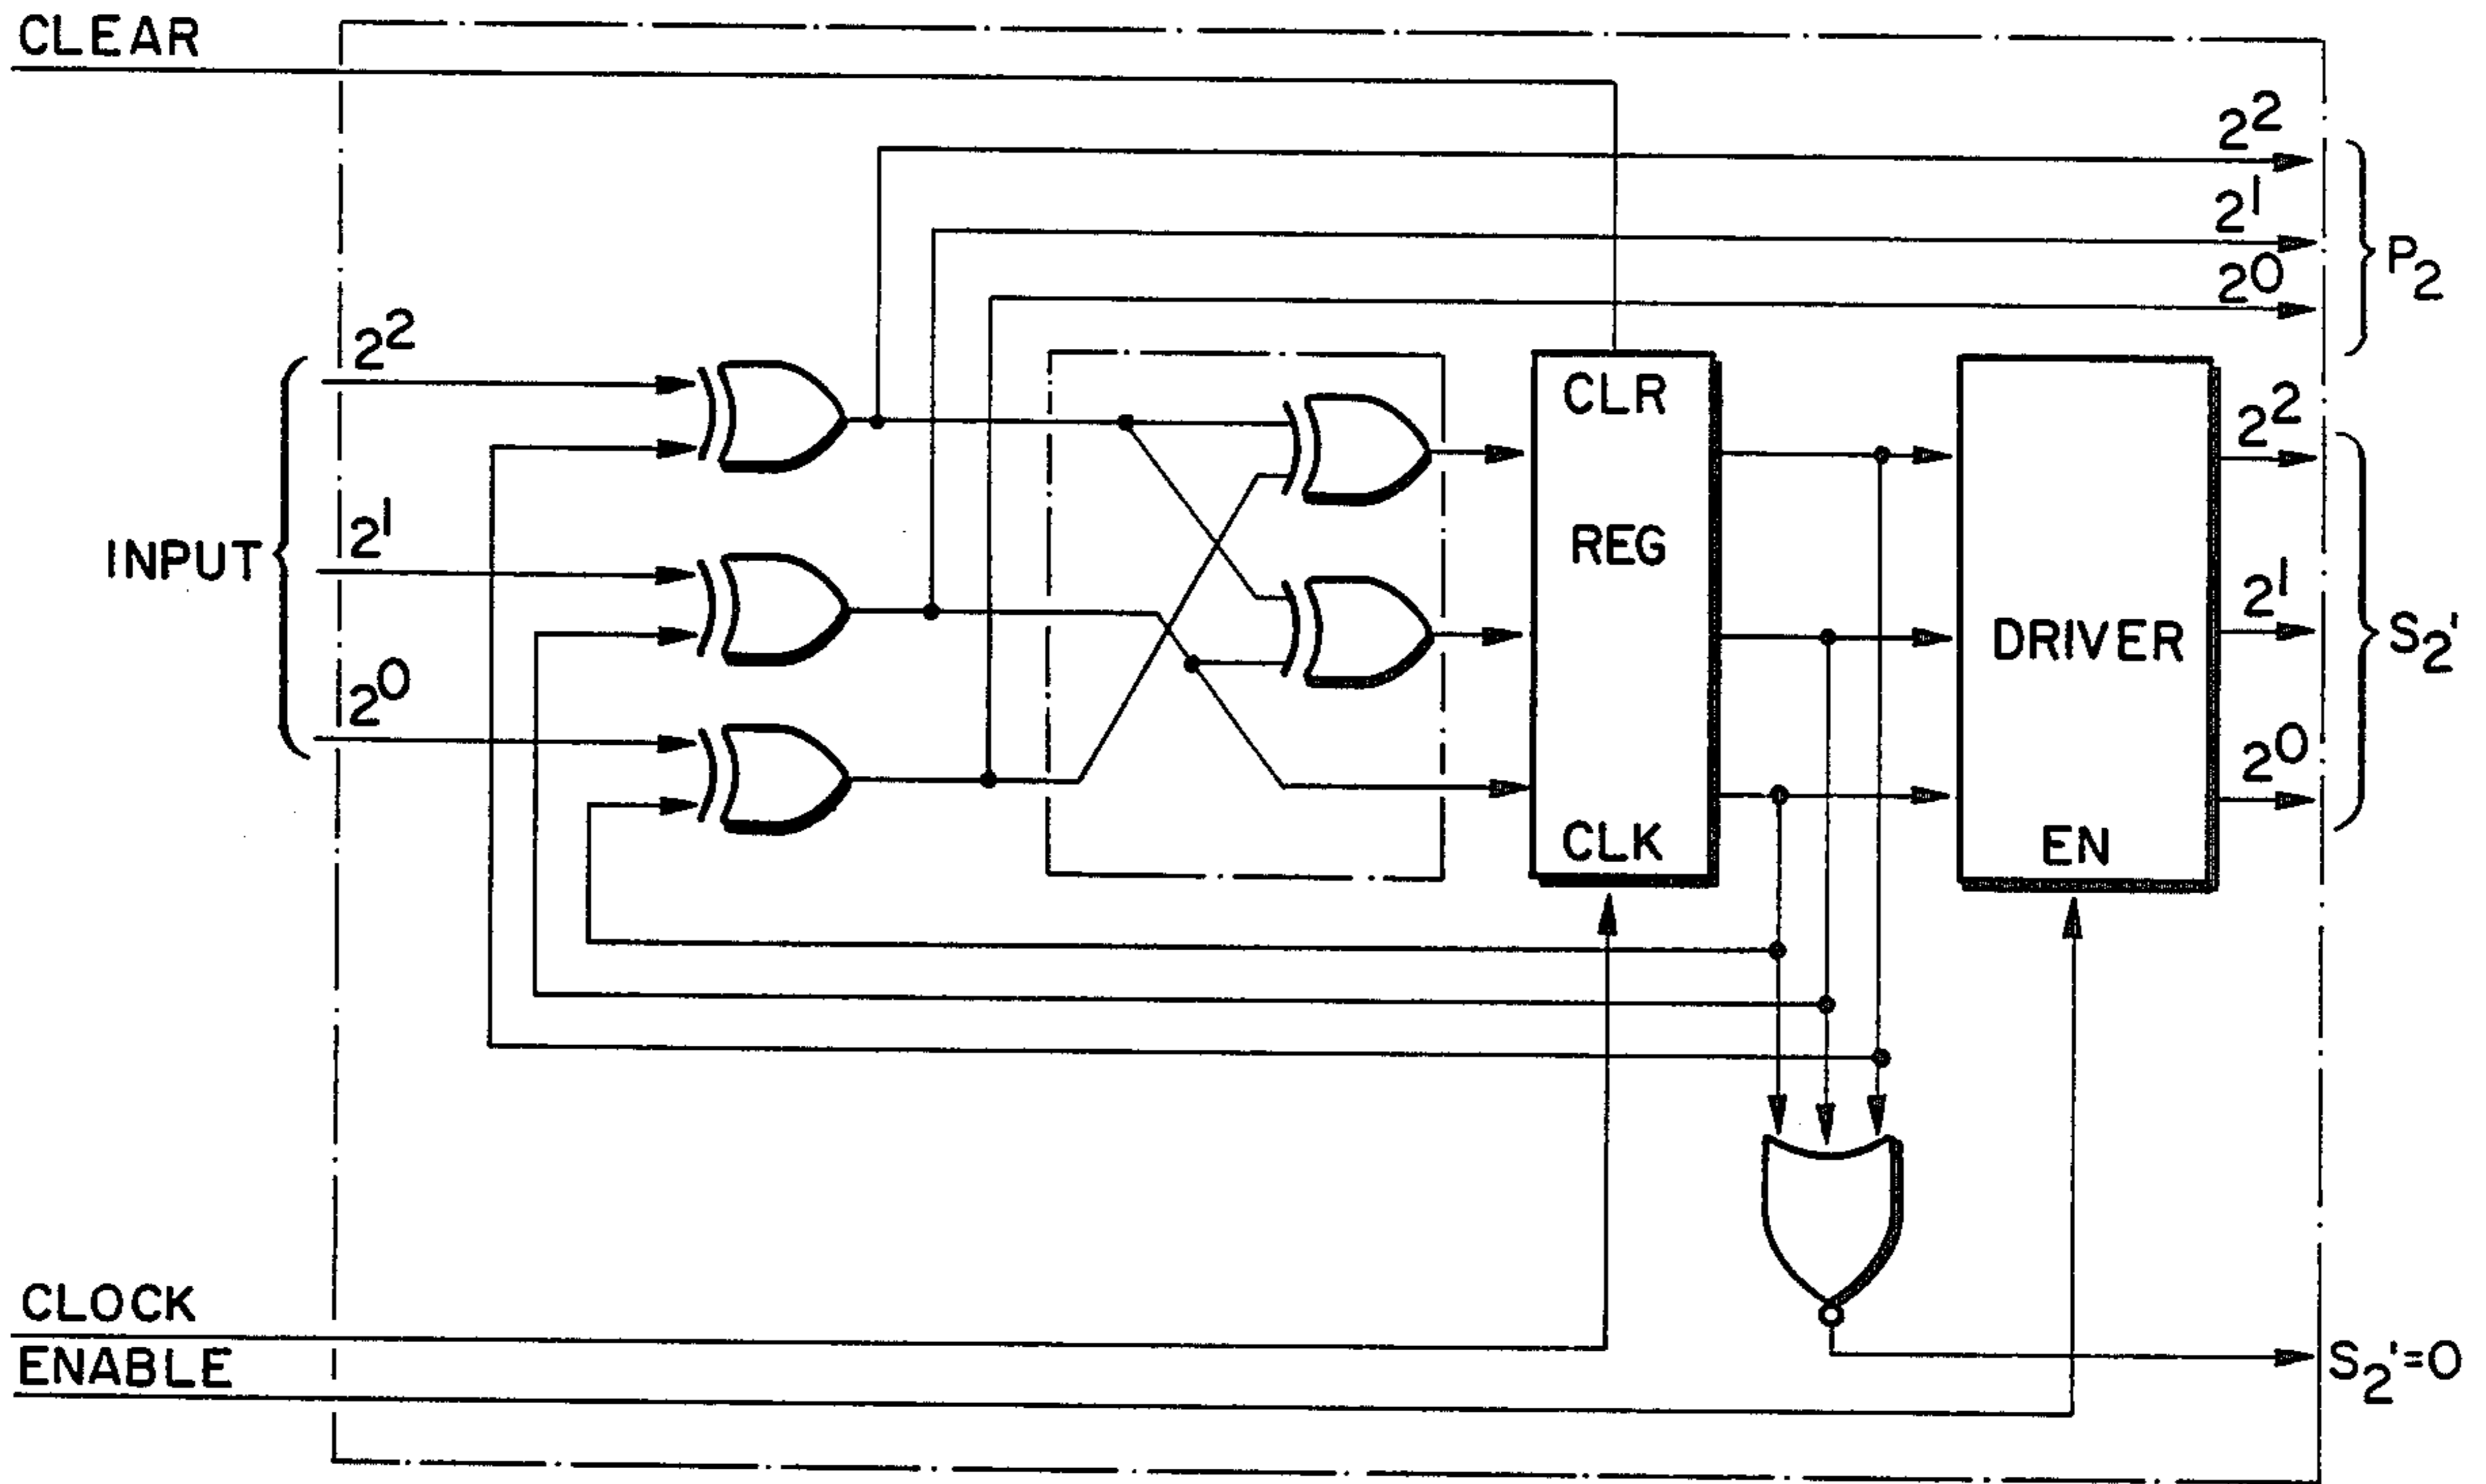 CLEAR
2²
2¹
2⁰
P₂
2²
2¹
2⁰
INPUT
CLR
REG
CLK
DRIVER
EN
2²
2¹
2⁰
S₂'
CLOCK
ENABLE
S₂'=0